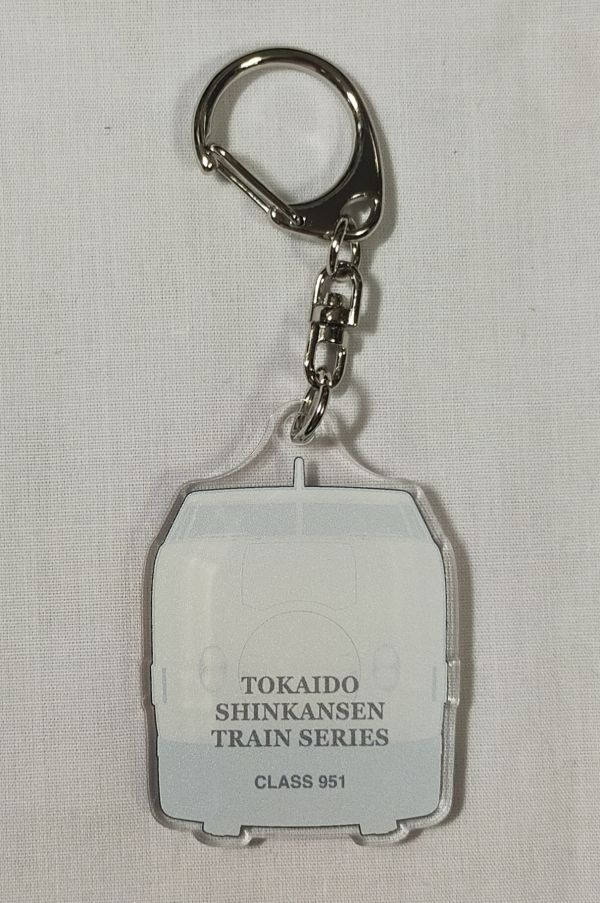 TOKAIDO
SHINKANSEN
TRAIN SERIES
CLASS 951